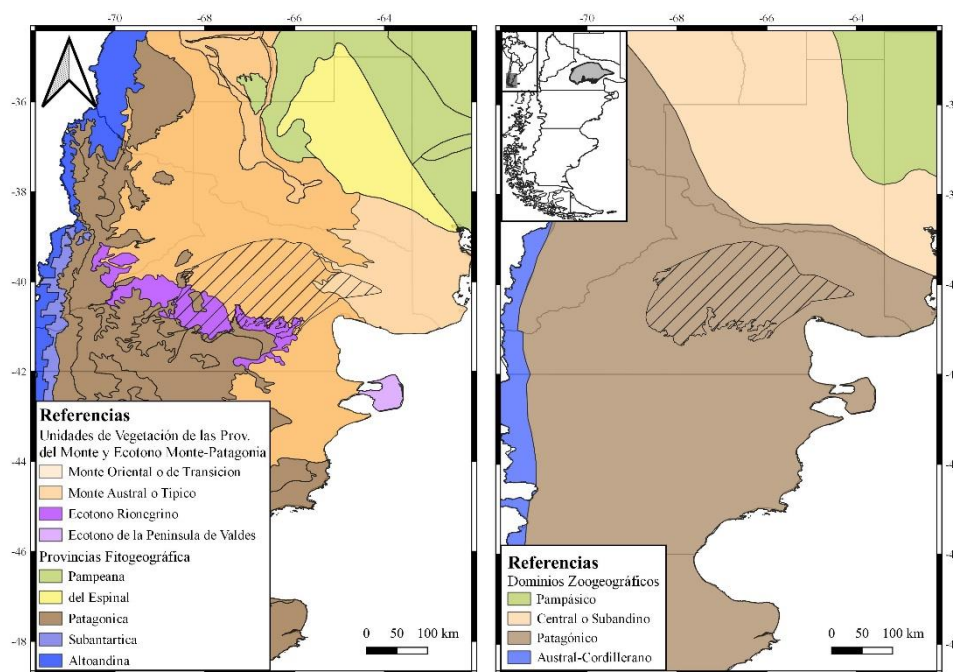 -70 -68 -66 -64
-36
-38
-40
-42
-44
-46
-48
Referencias
Unidades de Vegetación de las Prov.
del Monte y Ecotono Monte-Patagonia
Monte Oriental o de Transicion
Monte Austral o Tipico
Ecotono Rionegrino
Ecotono de la Peninsula de Valdes
Provincias Fitogeográfica
Pampeana
del Espinal
Patagonica
Subantartica
Altoandina
0 50 100 km
-70 -68 -66 -64
Referencias
Dominios Zoogeográficos
Pampásico
Central o Subandino
Patagónico
Austral-Cordillerano
0 50 100 km